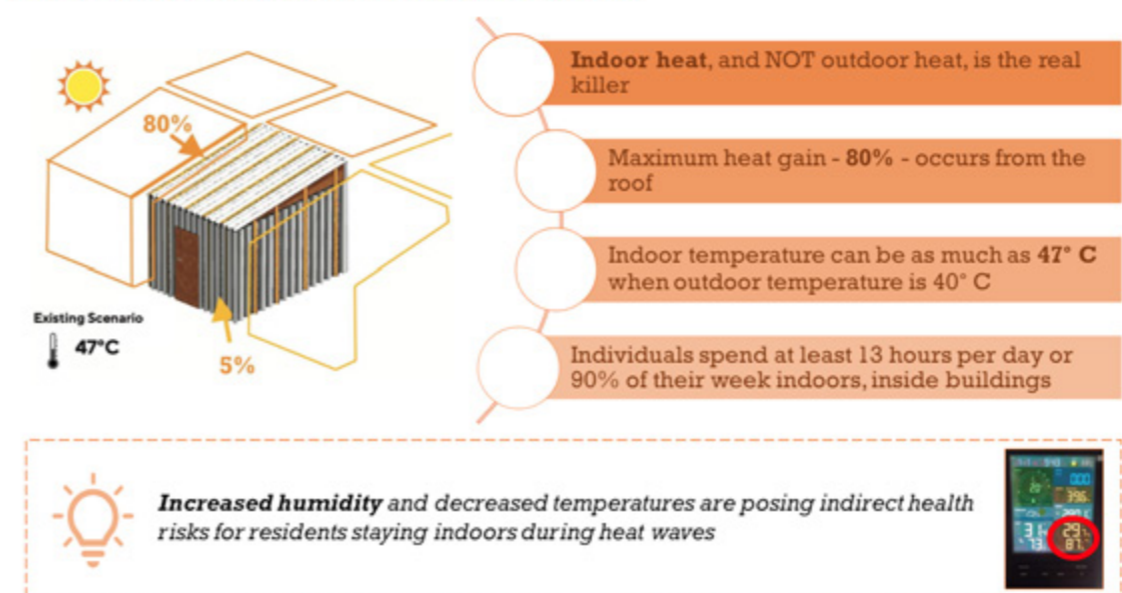 80%
Existing Scenario
47°C
5%
Indoor heat, and NOT outdoor heat, is the real
killer
Maximum heat gain - 80% - occurs from the
roof
Indoor temperature can be as much as 47° C
when outdoor temperature is 40° C
Individuals spend at least 13 hours per day or
90% of their week indoors, inside buildings
Increased humidity and decreased temperatures are posing indirect health
risks for residents staying indoors during heat waves